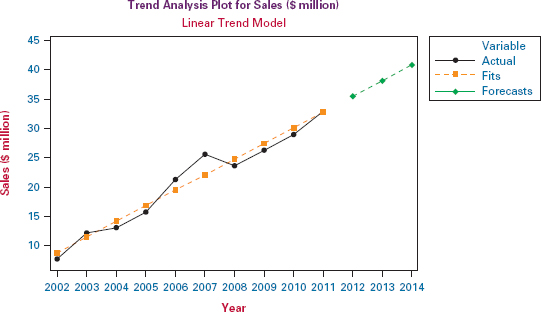 Trend Analysis Plot for Sales ($ million)
Linear Trend Model
45
40
35
30
25
20
15
10
Sales ($ million)
2002 2003 2004 2005 2006 2007 2008 2009 2010 2011 2012 2013 2014
Year
Variable
Actual
Fits
Forecasts